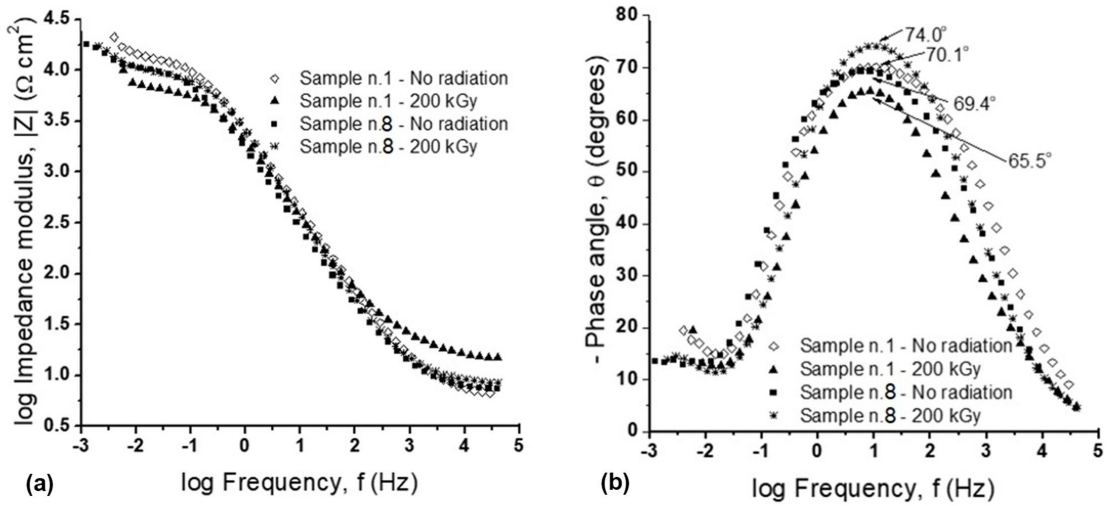 4.5
4.0
3.5
3.0
2.5
2.0
1.5
1.0
0.5
-3 -2 -1 0 1 2 3 4 5
log Impedance modulus, |Z| (Ω cm²)
log Frequency, f (Hz)
Sample n.1 - No radiation
Sample n.1 - 200 kGy
Sample n.8 - No radiation
Sample n.8 - 200 kGy
(a)
80
70
60
50
40
30
20
10
0
-3 -2 -1 0 1 2 3 4 5
- Phase angle, θ (degrees)
log Frequency, f (Hz)
74.0°
70.1°
69.4°
65.5°
Sample n.1 - No radiation
Sample n.1 - 200 kGy
Sample n.8 - No radiation
Sample n.8 - 200 kGy
(b)